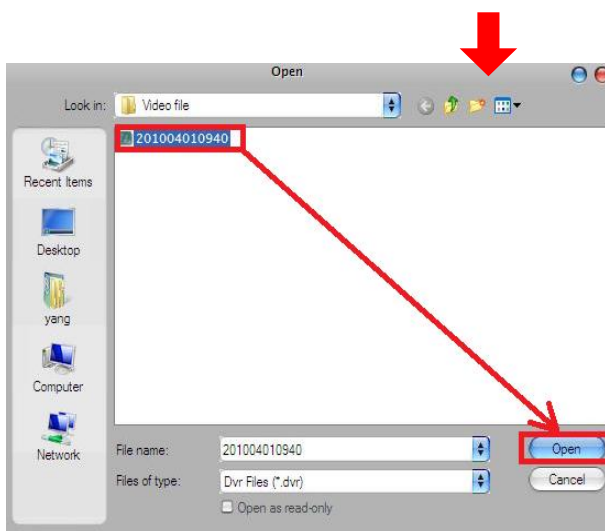 Open
Look in: Video file
201004010940
Recent Items
Desktop
yang
Computer
Network
File name: 201004010940 Open
Files of type: Dvr Files (*.dvr) Cancel
Open as read-only